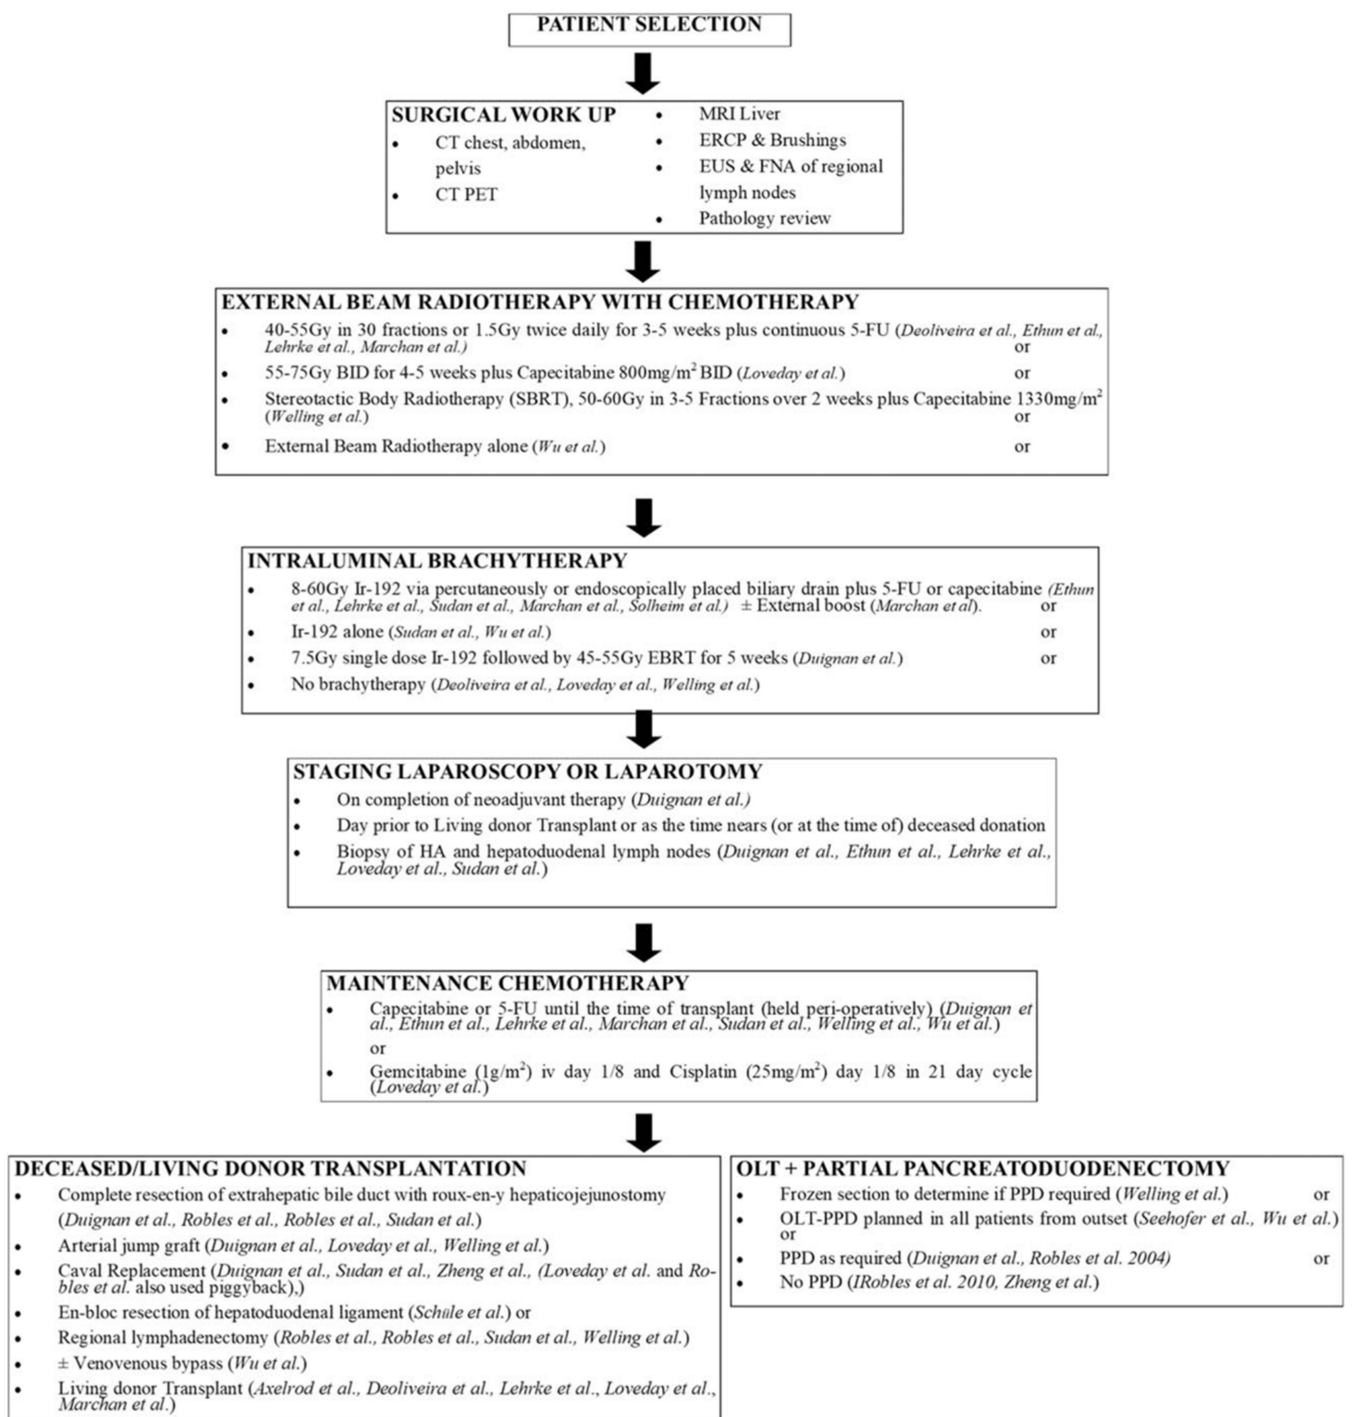 PATIENT SELECTION
SURGICAL WORK UP
• CT chest, abdomen,
pelvis
• CT PET
• MRI Liver
• ERCP & Brushings
• EUS & FNA of regional
lymph nodes
• Pathology review
EXTERNAL BEAM RADIOTHERAPY WITH CHEMOTHERAPY
• 40-55Gy in 30 fractions or 1.5Gy twice daily for 3-5 weeks plus continuous 5-FU (Deoliveira et al., Ethun et al.,
Lehrke et al., Marchan et al.) or
• 55-75Gy BID for 4-5 weeks plus Capecitabine 800mg/m² BID (Loveday et al.) or
• Stereotactic Body Radiotherapy (SBRT), 50-60Gy in 3-5 Fractions over 2 weeks plus Capecitabine 1330mg/m²
(Welling et al.) or
• External Beam Radiotherapy alone (Wu et al.) or
INTRALUMINAL BRACHYTHERAPY
• 8-60Gy Ir-192 via percutaneously or endoscopically placed biliary drain plus 5-FU or capecitabine (Ethun
et al., Lehrke et al., Sudan et al., Marchan et al., Solheim et al.) ± External boost (Marchan et al). or
• Ir-192 alone (Sudan et al., Wu et al.) or
• 7.5Gy single dose Ir-192 followed by 45-55Gy EBRT for 5 weeks (Duignan et al.) or
• No brachytherapy (Deoliveira et al., Loveday et al., Welling et al.)
STAGING LAPAROSCOPY OR LAPAROTOMY
• On completion of neoadjuvant therapy (Duignan et al.)
• Day prior to Living donor Transplant or as the time nears (or at the time of) deceased donation
• Biopsy of HA and hepatoduodenal lymph nodes (Duignan et al., Ethun et al., Lehrke et al.,
Loveday et al., Sudan et al.)
MAINTENANCE CHEMOTHERAPY
• Capecitabine or 5-FU until the time of transplant (held peri-operatively) (Duignan et
al., Ethun et al., Lehrke et al., Marchan et al., Sudan et al., Welling et al., Wu et al.)
or
• Gemcitabine (1g/m²) iv day 1/8 and Cisplatin (25mg/m²) day 1/8 in 21 day cycle
(Loveday et al.)
DECEASED/LIVING DONOR TRANSPLANTATION
• Complete resection of extrahepatic bile duct with roux-en-y hepaticojejunostomy
(Duignan et al., Robles et al., Robles et al., Sudan et al.)
• Arterial jump graft (Duignan et al., Loveday et al., Welling et al.)
• Caval Replacement (Duignan et al., Sudan et al., Zheng et al., (Loveday et al. and Ro-
bles et al. also used piggyback),)
• En-bloc resection of hepatoduodenal ligament (Schüle et al.) or
• Regional lymphadenectomy (Robles et al., Robles et al., Sudan et al., Welling et al.)
• ± Venovenous bypass (Wu et al.)
• Living donor Transplant (Axelrod et al., Deoliveira et al., Lehrke et al., Loveday et al.,
Marchan et al.)
OLT + PARTIAL PANCREATODUODENECTOMY
• Frozen section to determine if PPD required (Welling et al.) or
• OLT-PPD planned in all patients from outset (Seehofer et al., Wu et al.)
or
• PPD as required (Duignan et al., Robles et al. 2004) or
• No PPD (IRobles et al. 2010, Zheng et al.)